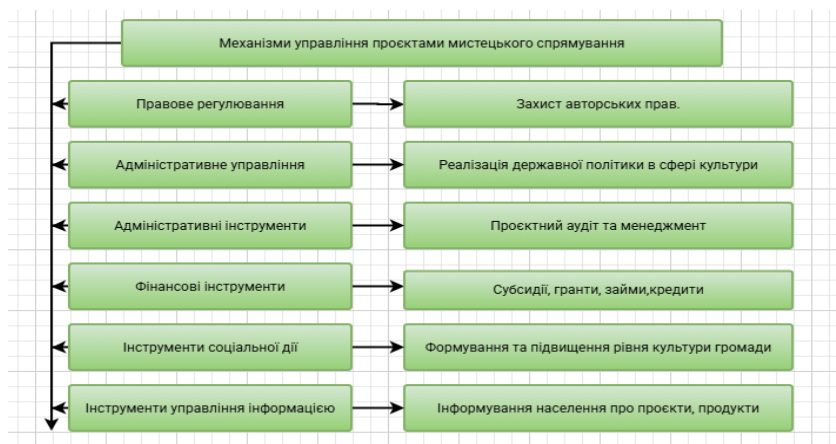 Механізми управління проєктами мистецького спрямування
Правове регулювання
Захист авторських прав.
Адміністративне управління
Реалізація державної політики в сфері культури
Адміністративні інструменти
Проєктний аудіт та менеджмент
Фінансові інструменти
Субсидії, гранти, займи,кредити
Інструменти соціальної дії
Формування та підвищення рівня культури громади
Інструменти управління інформацією
Інформування населення про проєкти, продукти